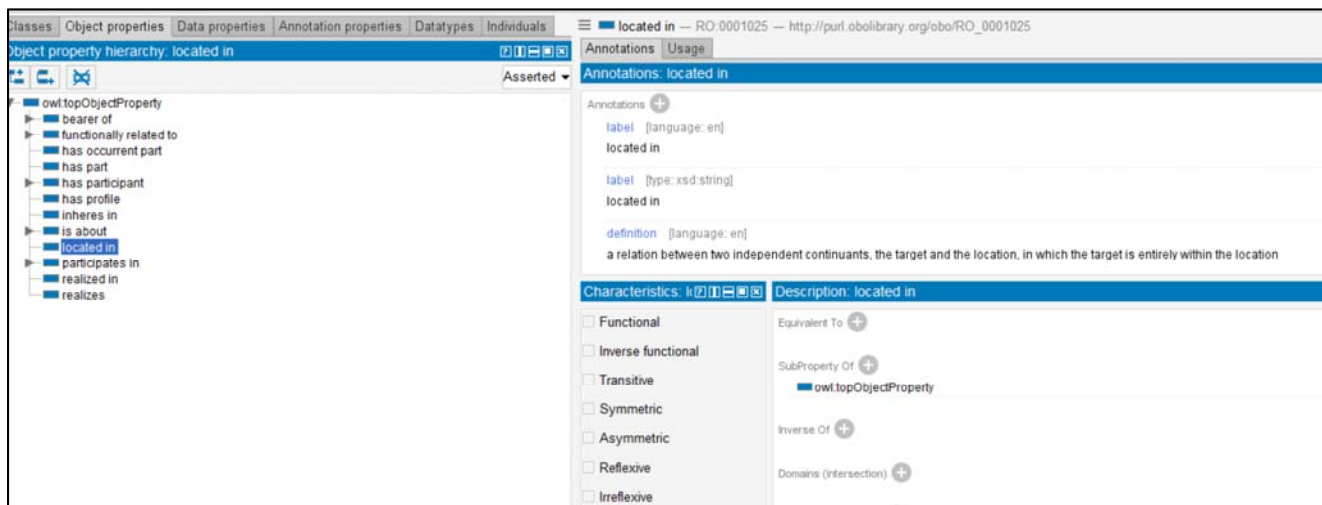 Classes Object properties Data properties Annotation properties Datatypes Individuals
Object property hierarchy: located in
Asserted
owl:topObjectProperty
bearer of
functionally related to
has occurrent part
has part
has participant
has profile
inheres in
is about
located in
participates in
realized in
realizes
located in — RO:0001025 — http://purl.obolibrary.org/obo/RO_0001025
Annotations Usage
Annotations: located in
Annotations
label [language: en]
located in
label [type: xsd:string]
located in
definition [language: en]
a relation between two independent continuants, the target and the location, in which the target is entirely within the location
Characteristics: lo
Functional
Inverse functional
Transitive
Symmetric
Asymmetric
Reflexive
Irreflexive
Description: located in
Equivalent To
SubProperty Of
owl:topObjectProperty
Inverse Of
Domains (intersection)